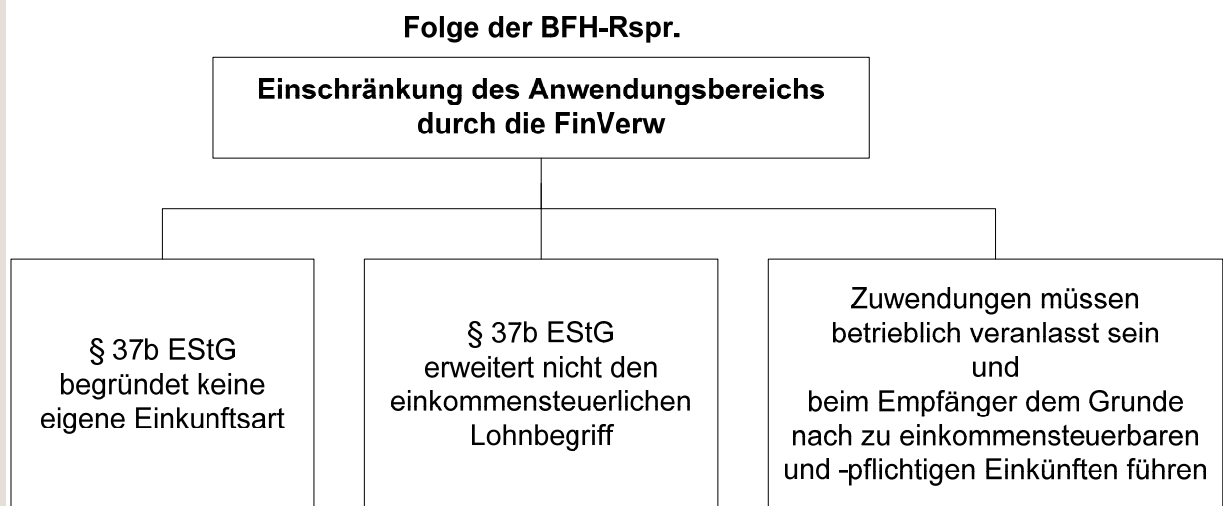 Folge der BFH-Rspr.
Einschränkung des Anwendungsbereichs
durch die FinVerw
§ 37b EStG
begründet keine
eigene Einkunftsart
§ 37b EStG
erweitert nicht den
einkommensteuerlichen
Lohnbegriff
Zuwendungen müssen
betrieblich veranlasst sein
und
beim Empfänger dem Grunde
nach zu einkommensteuerbaren
und -pflichtigen Einkünften führen